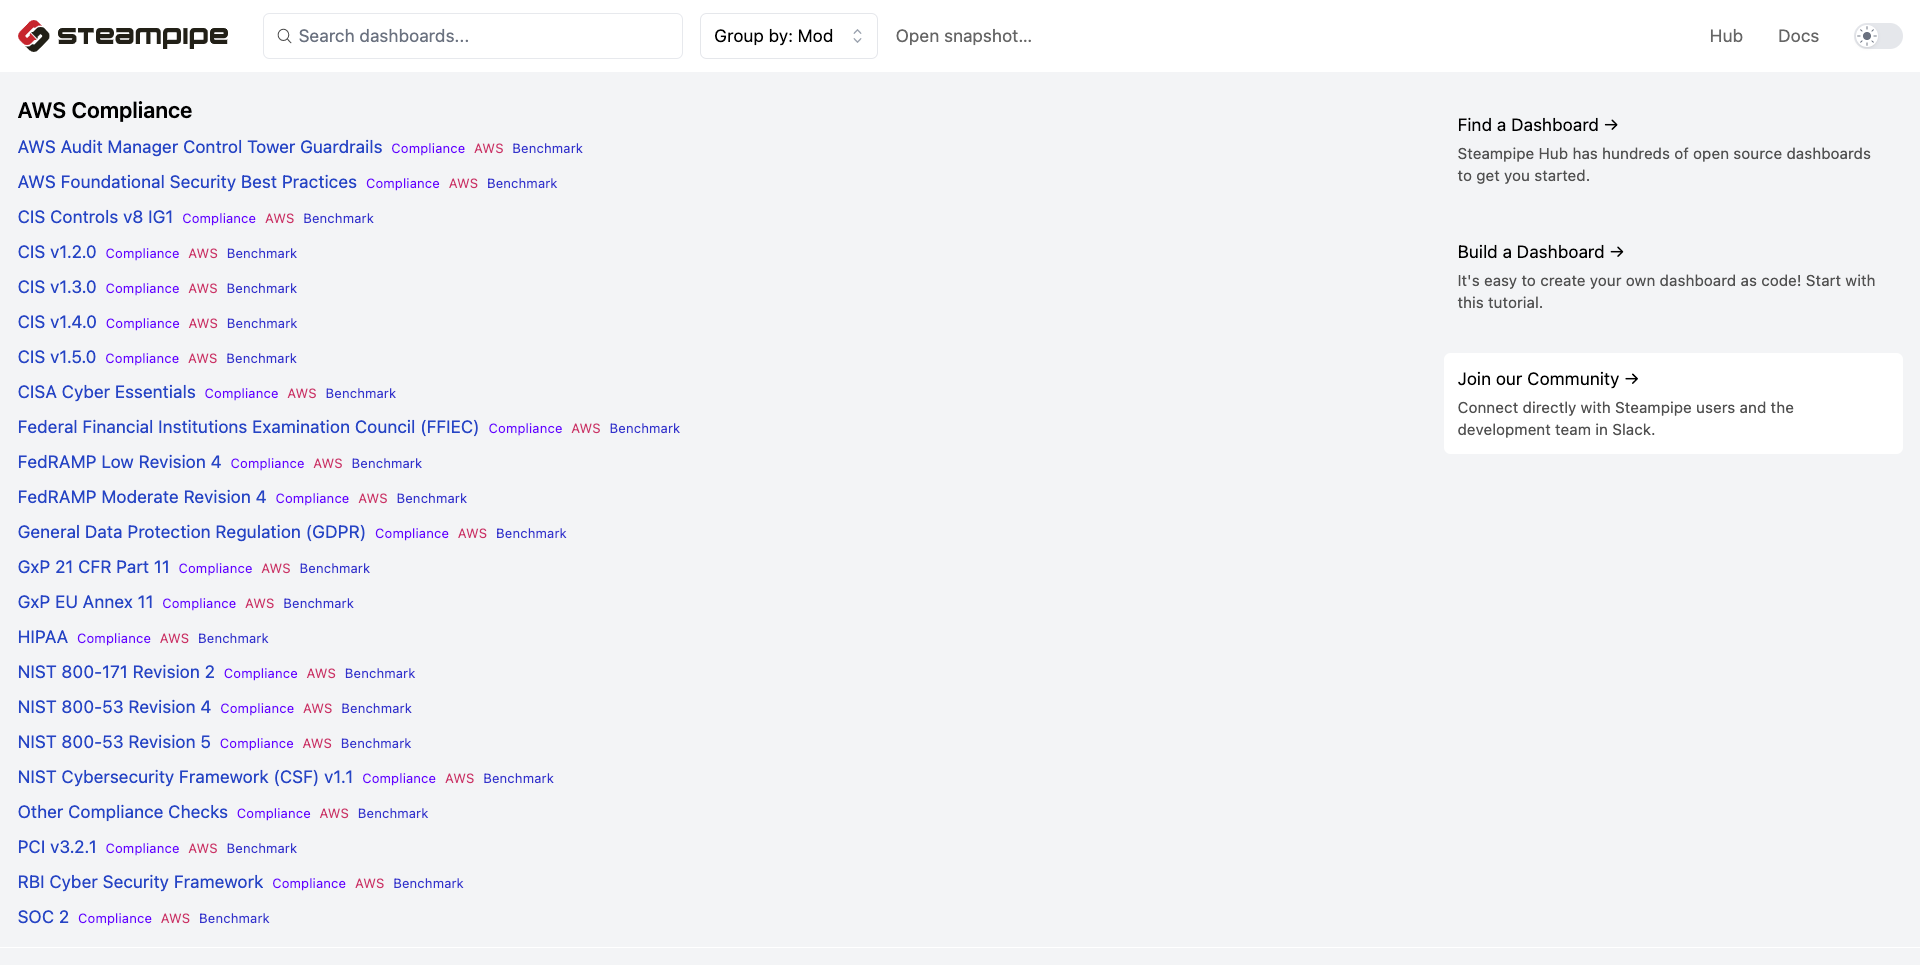 steampipe
Search dashboards...
Group by: Mod
Open snapshot...
Hub
Docs
AWS Compliance
AWS Audit Manager Control Tower Guardrails Compliance AWS Benchmark
AWS Foundational Security Best Practices Compliance AWS Benchmark
CIS Controls v8 IG1 Compliance AWS Benchmark
CIS v1.2.0 Compliance AWS Benchmark
CIS v1.3.0 Compliance AWS Benchmark
CIS v1.4.0 Compliance AWS Benchmark
CIS v1.5.0 Compliance AWS Benchmark
CISA Cyber Essentials Compliance AWS Benchmark
Federal Financial Institutions Examination Council (FFIEC) Compliance AWS Benchmark
FedRAMP Low Revision 4 Compliance AWS Benchmark
FedRAMP Moderate Revision 4 Compliance AWS Benchmark
General Data Protection Regulation (GDPR) Compliance AWS Benchmark
GxP 21 CFR Part 11 Compliance AWS Benchmark
GxP EU Annex 11 Compliance AWS Benchmark
HIPAA Compliance AWS Benchmark
NIST 800-171 Revision 2 Compliance AWS Benchmark
NIST 800-53 Revision 4 Compliance AWS Benchmark
NIST 800-53 Revision 5 Compliance AWS Benchmark
NIST Cybersecurity Framework (CSF) v1.1 Compliance AWS Benchmark
Other Compliance Checks Compliance AWS Benchmark
PCI v3.2.1 Compliance AWS Benchmark
RBI Cyber Security Framework Compliance AWS Benchmark
SOC 2 Compliance AWS Benchmark
Find a Dashboard →
Steampipe Hub has hundreds of open source dashboards
to get you started.
Build a Dashboard →
It's easy to create your own dashboard as code! Start with
this tutorial.
Join our Community →
Connect directly with Steampipe users and the
development team in Slack.